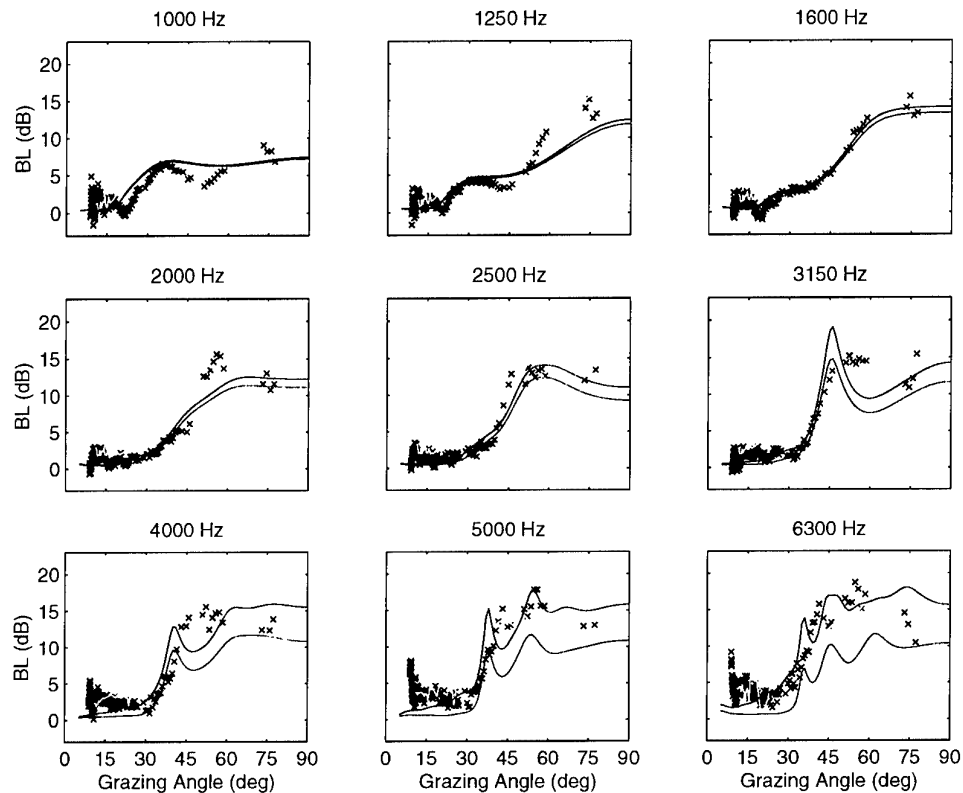 1000 Hz
1250 Hz
1600 Hz
BL (dB)
20
15
10
5
0
2000 Hz
2500 Hz
3150 Hz
BL (dB)
20
15
10
5
0
4000 Hz
5000 Hz
6300 Hz
BL (dB)
20
15
10
5
0
0 15 30 45 60 75 90
0 15 30 45 60 75 90
0 15 30 45 60 75 90
Grazing Angle (deg)
Grazing Angle (deg)
Grazing Angle (deg)